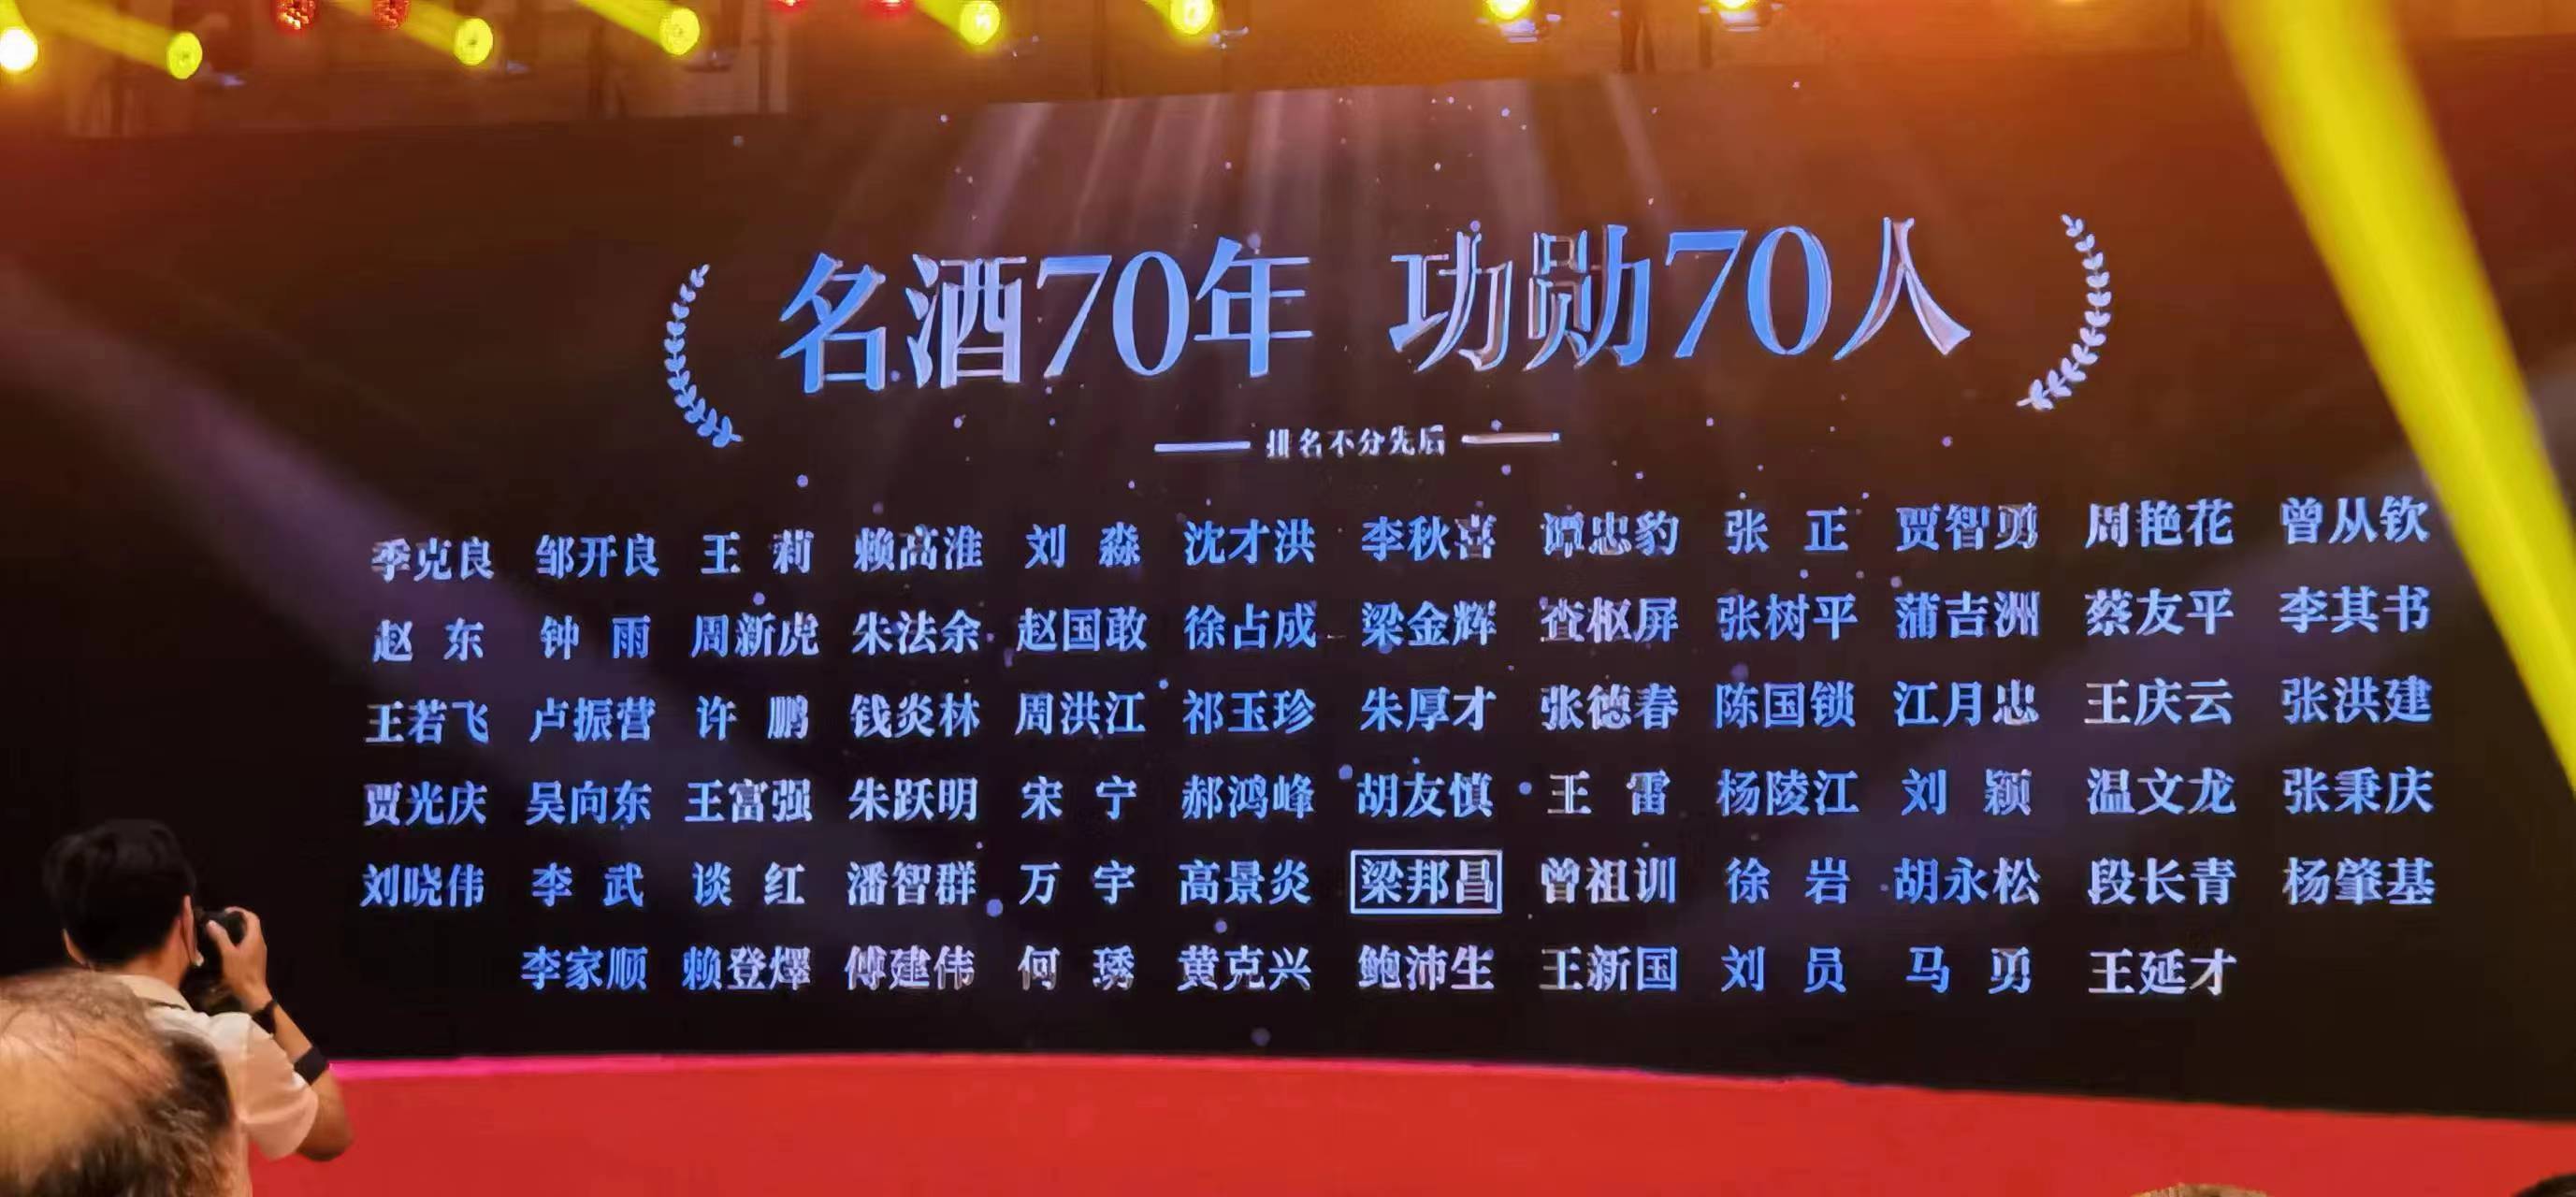 名酒70年 功勋70人
排名不分先后
季克良 邹开良 王 莉 赖高淮 刘 淼 沈才洪 李秋喜 谭忠豹 张 正 贾智勇 周艳花 曾从钦
赵 东 钟 雨 周新虎 朱法余 赵国敢 徐占成 梁金辉 查枢屏 张树平 蒲吉洲 蔡友平 李其书
王若飞 卢振营 许 鹏 钱炎林 周洪江 祁玉珍 朱厚才 张德春 陈国锁 江月忠 王庆云 张洪建
贾光庆 吴向东 王富强 朱跃明 宋 宁 郝鸿峰 胡友慎 王 雷 杨陵江 刘 颖 温文龙 张秉庆
刘晓伟 李 武 谈 红 潘智群 万 宇 高景炎 梁邦昌 曾祖训 徐 岩 胡永松 段长青 杨肇基
李家顺 赖登燡 傅建伟 何 琇 黄克兴 鲍沛生 王新国 刘 员 马 勇 王延才